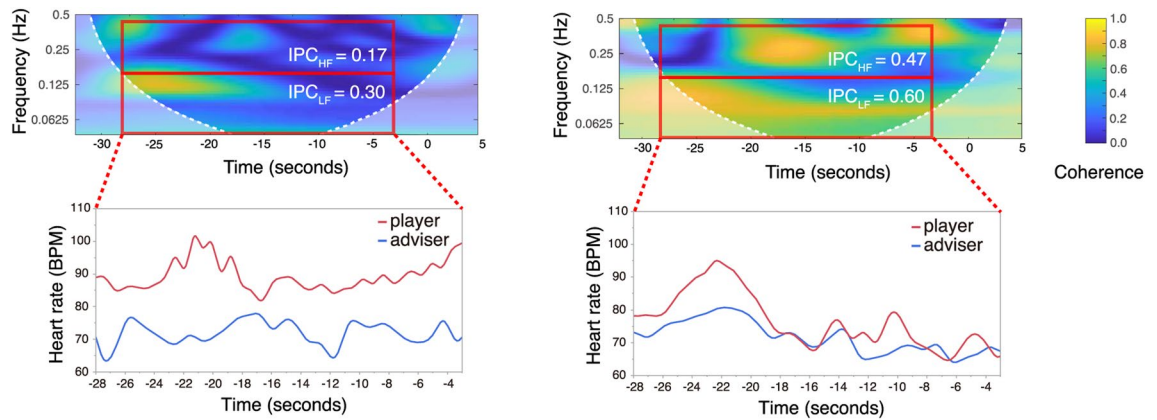 Frequency (Hz)
0.5
0.25
0.125
0.0625
IPC_HF = 0.17
IPC_LF = 0.30
-30 -25 -20 -15 -10 -5 0 5
Time (seconds)
Heart rate (BPM)
110
100
90
80
70
60
player
adviser
-28 -26 -24 -22 -20 -18 -16 -14 -12 -10 -8 -6 -4
Time (seconds)
Frequency (Hz)
0.5
0.25
0.125
0.0625
IPC_HF = 0.47
IPC_LF = 0.60
-30 -25 -20 -15 -10 -5 0 5
Time (seconds)
1.0
0.8
0.6
0.4
0.2
0.0
Coherence
Heart rate (BPM)
110
100
90
80
70
60
player
adviser
-28 -26 -24 -22 -20 -18 -16 -14 -12 -10 -8 -6 -4
Time (seconds)